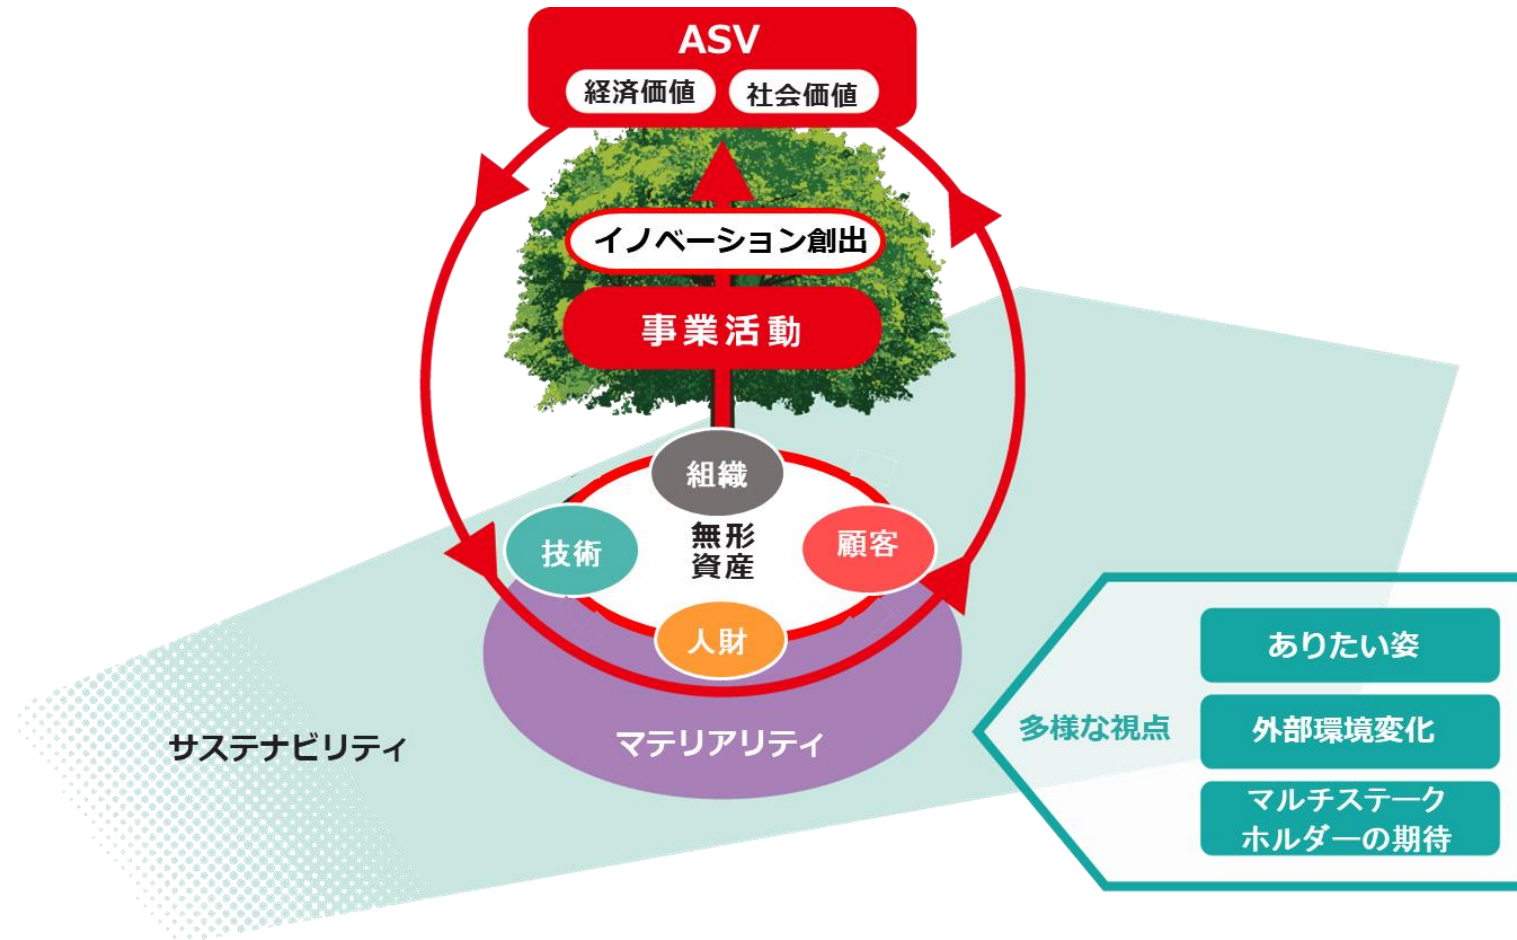 ASV
経済価値 社会価値
イノベーション創出
事業活動
組織
技術
無形
資産
顧客
人財
マテリアリティ
サステナビリティ
多様な視点
ありたい姿
外部環境変化
マルチステーク
ホルダーの期待